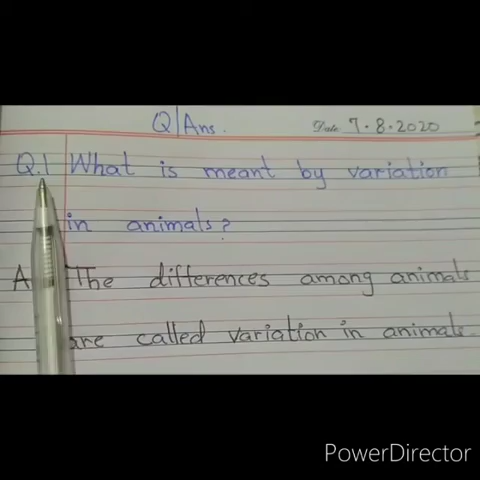 Q/Ans. Date 7.8.2020
Q.1 What is meant by variation
in animals?
A The differences among animals
are called variation in animals
PowerDirector